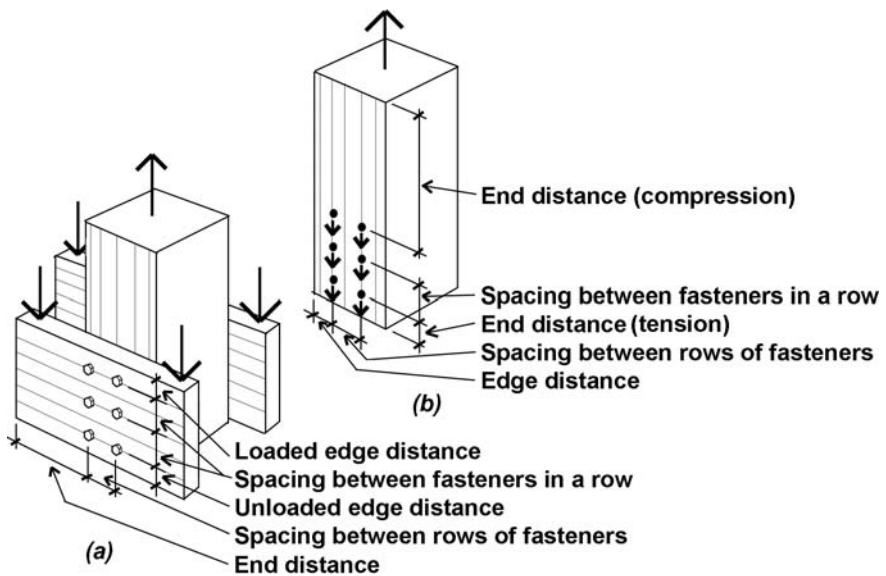 End distance (compression)
Spacing between fasteners in a row
End distance (tension)
Spacing between rows of fasteners
Edge distance
(b)
Loaded edge distance
Spacing between fasteners in a row
Unloaded edge distance
Spacing between rows of fasteners
(a)
End distance